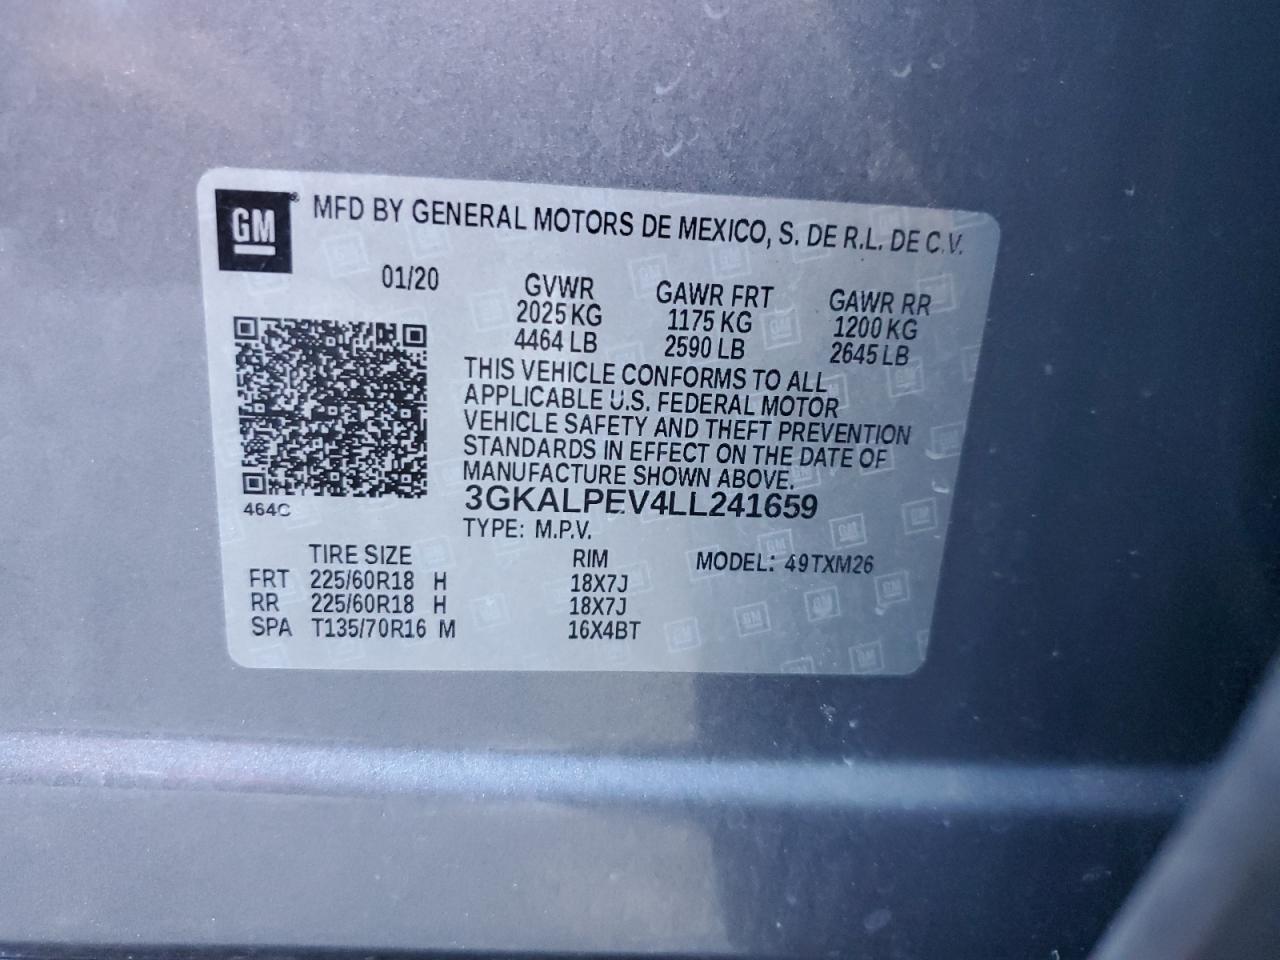 GM ® MFD BY GENERAL MOTORS DE MEXICO, S. DE R.L. DE C.V.
01/20 GVWR GAWR FRT GAWR RR
2025 KG 1175 KG 1200 KG
4464 LB 2590 LB 2645 LB
THIS VEHICLE CONFORMS TO ALL
APPLICABLE U.S. FEDERAL MOTOR
VEHICLE SAFETY AND THEFT PREVENTION
STANDARDS IN EFFECT ON THE DATE OF
MANUFACTURE SHOWN ABOVE.
464C 3GKALPEV4LL241659
TYPE: M.P.V.
TIRE SIZE RIM MODEL: 49TXM26
FRT 225/60R18 H 18X7J
RR 225/60R18 H 18X7J
SPA T135/70R16 M 16X4BT